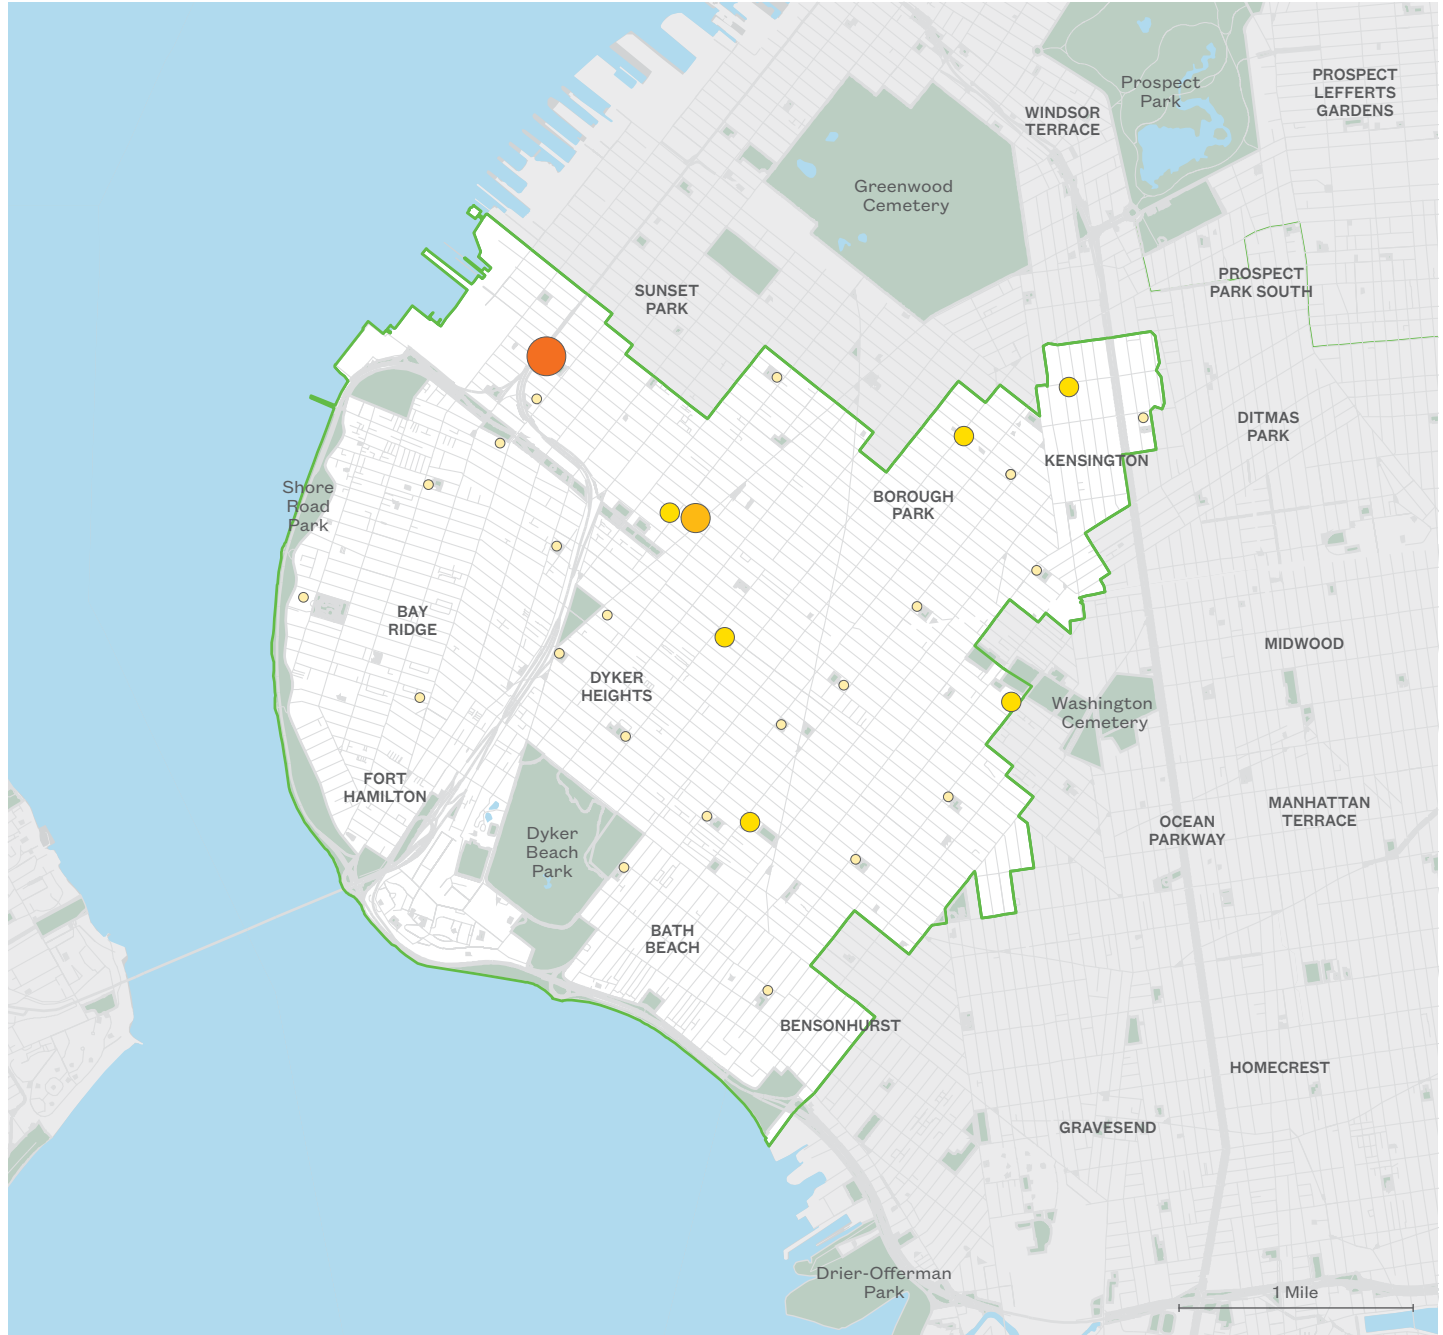 Prospect
Park
PROSPECT
LEFFERTS
GARDENS
WINDSOR
TERRACE
Greenwood
Cemetery
PROSPECT
PARK SOUTH
SUNSET
PARK
DITMAS
PARK
KENSINGTON
BOROUGH
PARK
Shore
Road
Park
BAY
RIDGE
MIDWOOD
DYKER
HEIGHTS
Washington
Cemetery
FORT
HAMILTON
MANHATTAN
TERRACE
OCEAN
PARKWAY
Dyker
Beach
Park
BATH
BEACH
BENSONHURST
HOMECREST
GRAVESEND
Drier-Offerman
Park
1 Mile